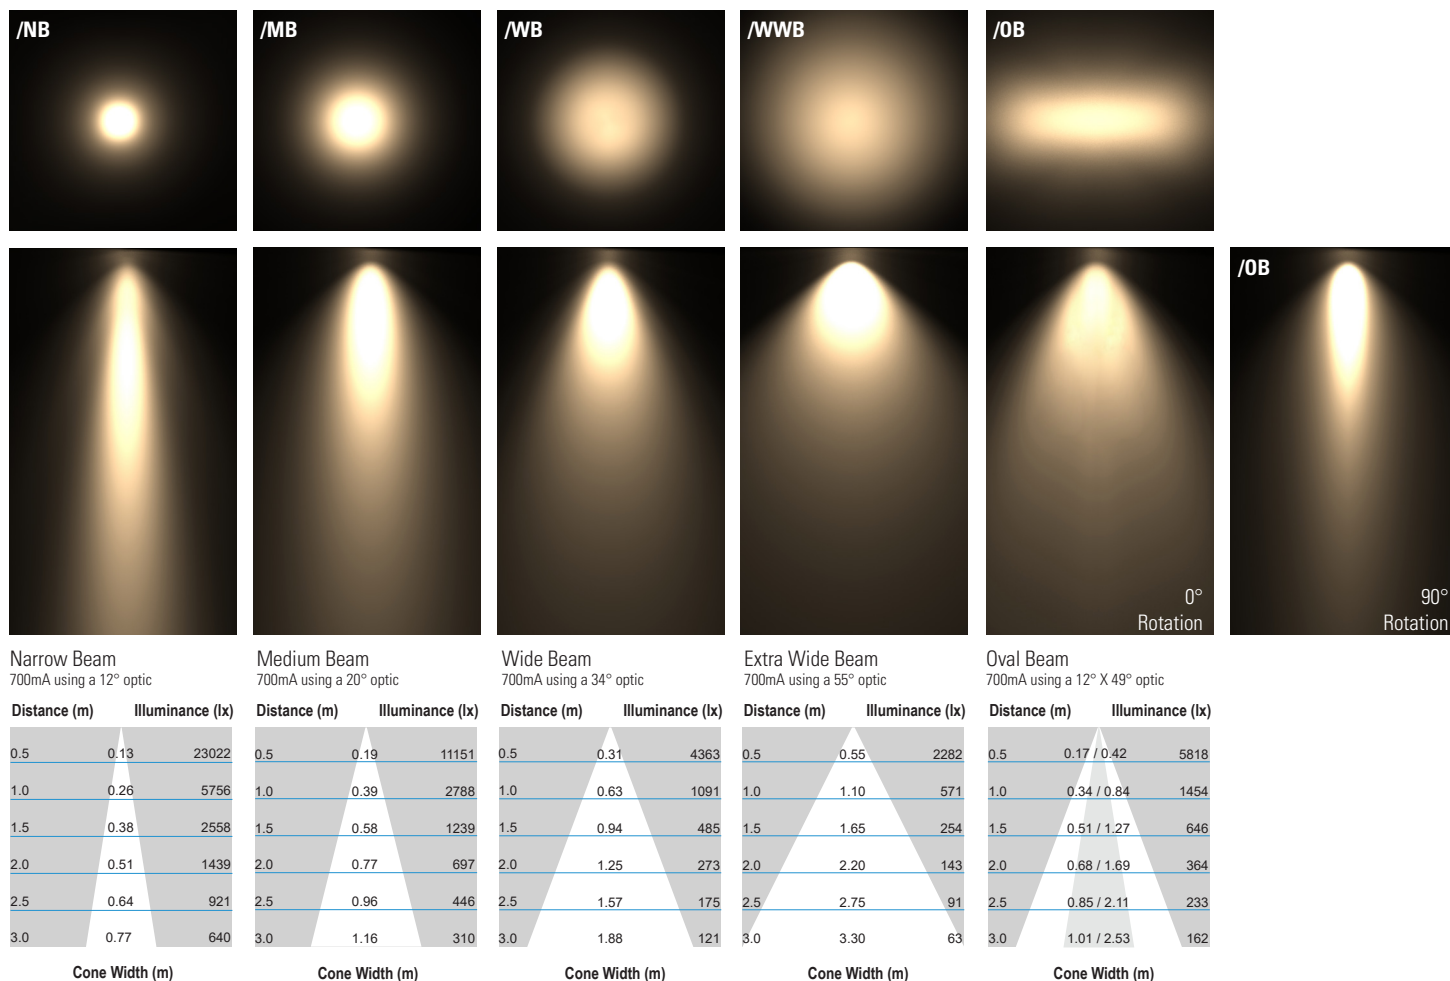 /NB /MB /WB /WWB /OB
/OB
0° Rotation
90° Rotation
Narrow Beam Medium Beam Wide Beam Extra Wide Beam Oval Beam
700mA using a 12° optic 700mA using a 20° optic 700mA using a 34° optic 700mA using a 55° optic 700mA using a 12° X 49° optic
Distance (m) Illuminance (lx) Distance (m) Illuminance (lx) Distance (m) Illuminance (lx) Distance (m) Illuminance (lx) Distance (m) Illuminance (lx)
0.5 0.13 23022 0.5 0.19 11151 0.5 0.31 4363 0.5 0.55 2282 0.5 0.17 / 0.42 5818
1.0 0.26 5756 1.0 0.39 2788 1.0 0.63 1091 1.0 1.10 571 1.0 0.34 / 0.84 1454
1.5 0.38 2558 1.5 0.58 1239 1.5 0.94 485 1.5 1.65 254 1.5 0.51 / 1.27 646
2.0 0.51 1439 2.0 0.77 697 2.0 1.25 273 2.0 2.20 143 2.0 0.68 / 1.69 364
2.5 0.64 921 2.5 0.96 446 2.5 1.57 175 2.5 2.75 91 2.5 0.85 / 2.11 233
3.0 0.77 640 3.0 1.16 310 3.0 1.88 121 3.0 3.30 63 3.0 1.01 / 2.53 162
Cone Width (m) Cone Width (m) Cone Width (m) Cone Width (m) Cone Width (m)